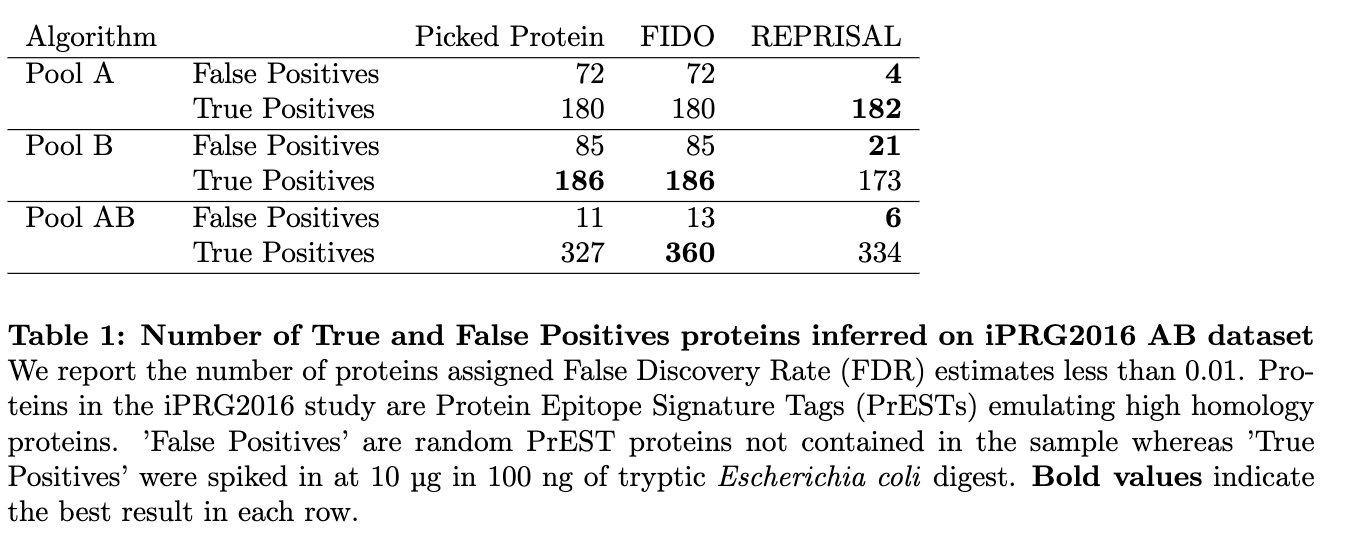 Algorithm Picked Protein FIDO REPRISAL
Pool A False Positives 72 72 4
True Positives 180 180 182
Pool B False Positives 85 85 21
True Positives 186 186 173
Pool AB False Positives 11 13 6
True Positives 327 360 334
Table 1: Number of True and False Positives proteins inferred on iPRG2016 AB dataset
We report the number of proteins assigned False Discovery Rate (FDR) estimates less than 0.01. Pro-
teins in the iPRG2016 study are Protein Epitope Signature Tags (PrESTs) emulating high homology
proteins. ’False Positives’ are random PrEST proteins not contained in the sample whereas ’True
Positives’ were spiked in at 10 µg in 100 ng of tryptic Escherichia coli digest. Bold values indicate
the best result in each row.